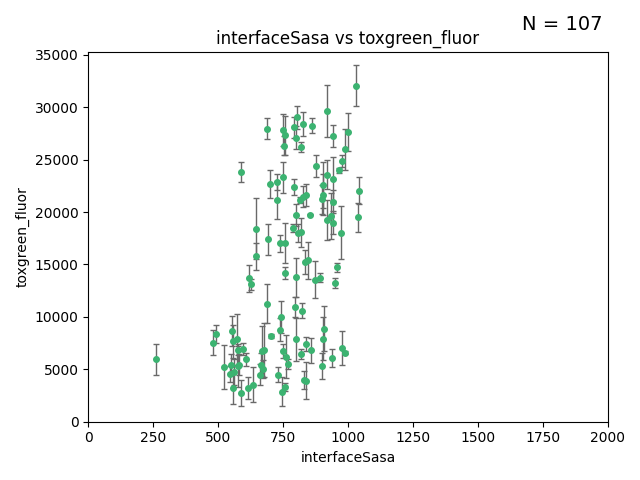 N = 107
interfaceSasa vs toxgreen_fluor
35000
30000
25000
20000
15000
10000
5000
0
toxgreen_fluor
0 250 500 750 1000 1250 1500 1750 2000
interfaceSasa